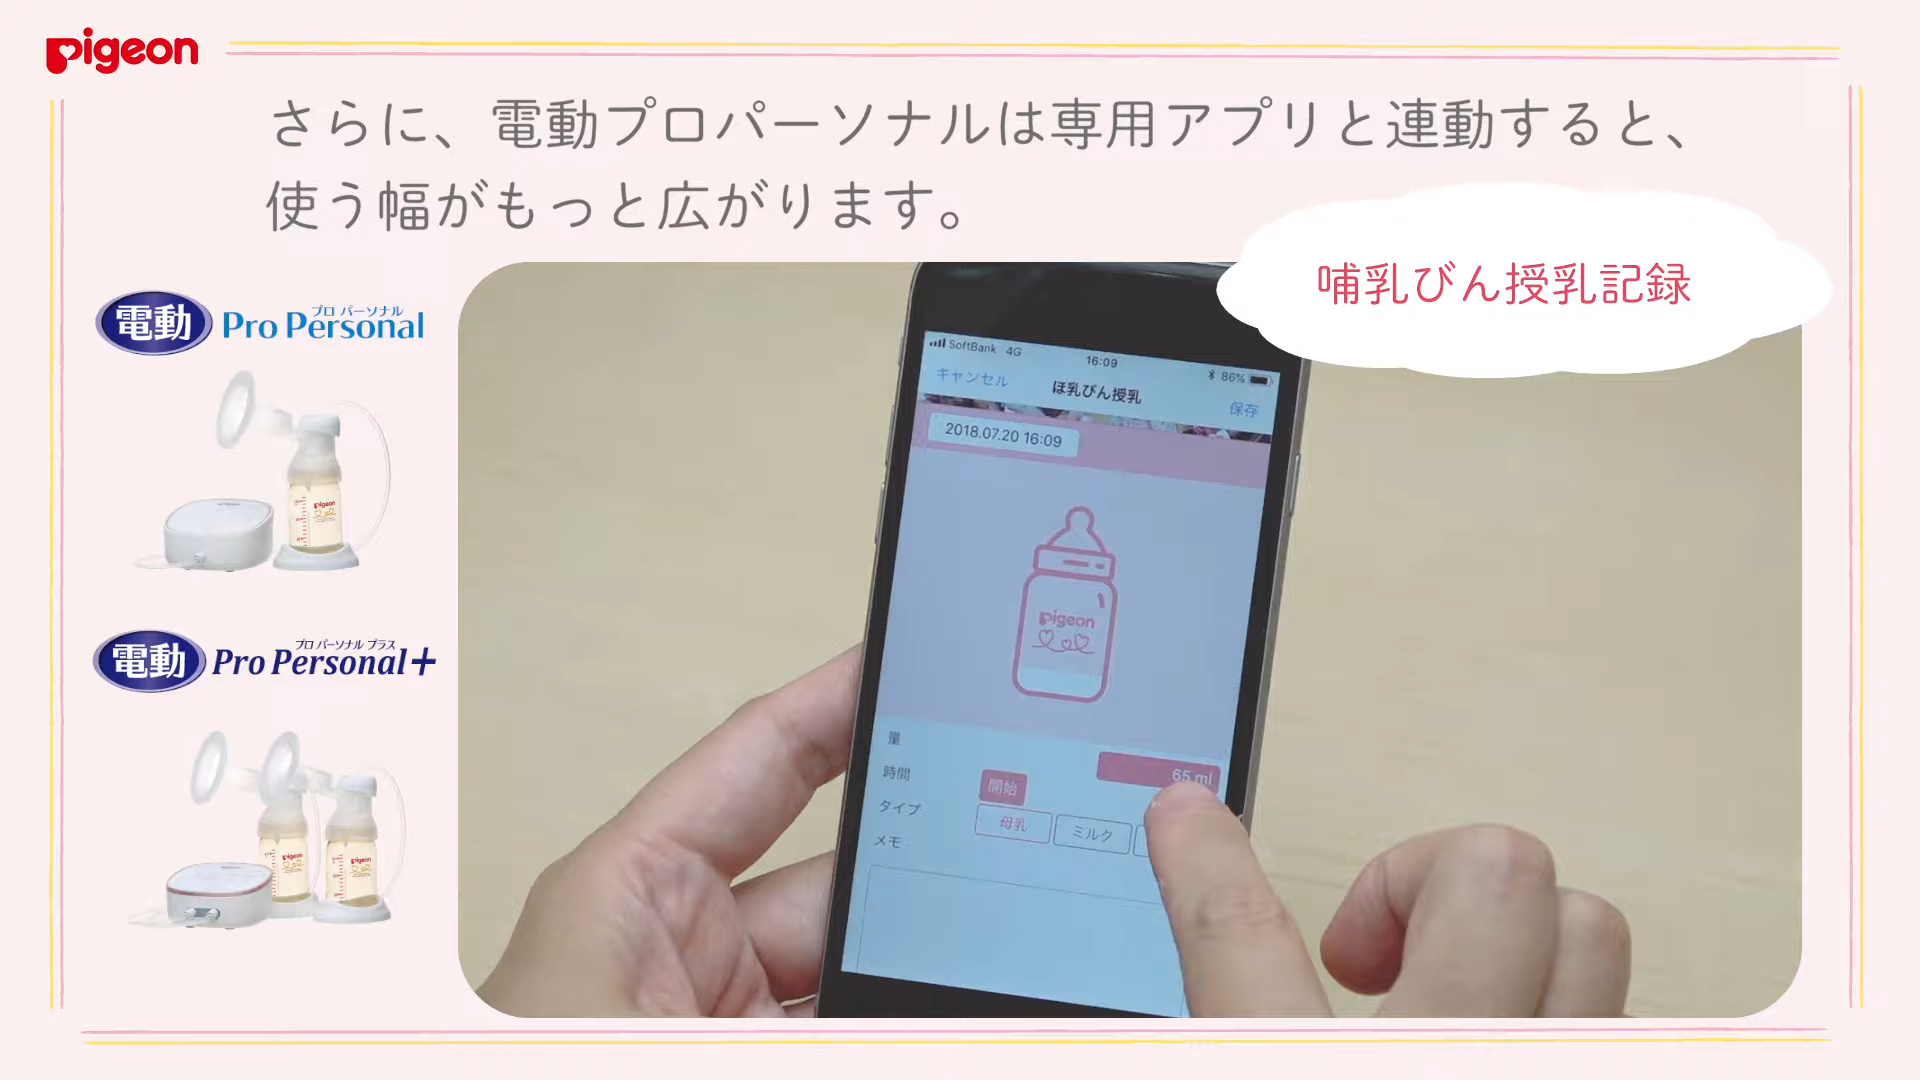 pigeon
さらに、電動プロパーソナルは専用アプリと連動すると、
使う幅がもっと広がります。
哺乳びん授乳記録
電動
プロ パーソナル
Pro Personal
pigeon
電動
プロ パーソナル プラス
Pro Personal+
pigeon
pigeon
SoftBank 4G
16:09
86%
キャンセル
ほ乳びん授乳
保存
2018.07.20 16:09
pigeon
量
65 ml
時間
開始
タイプ
母乳
ミルク
メモ